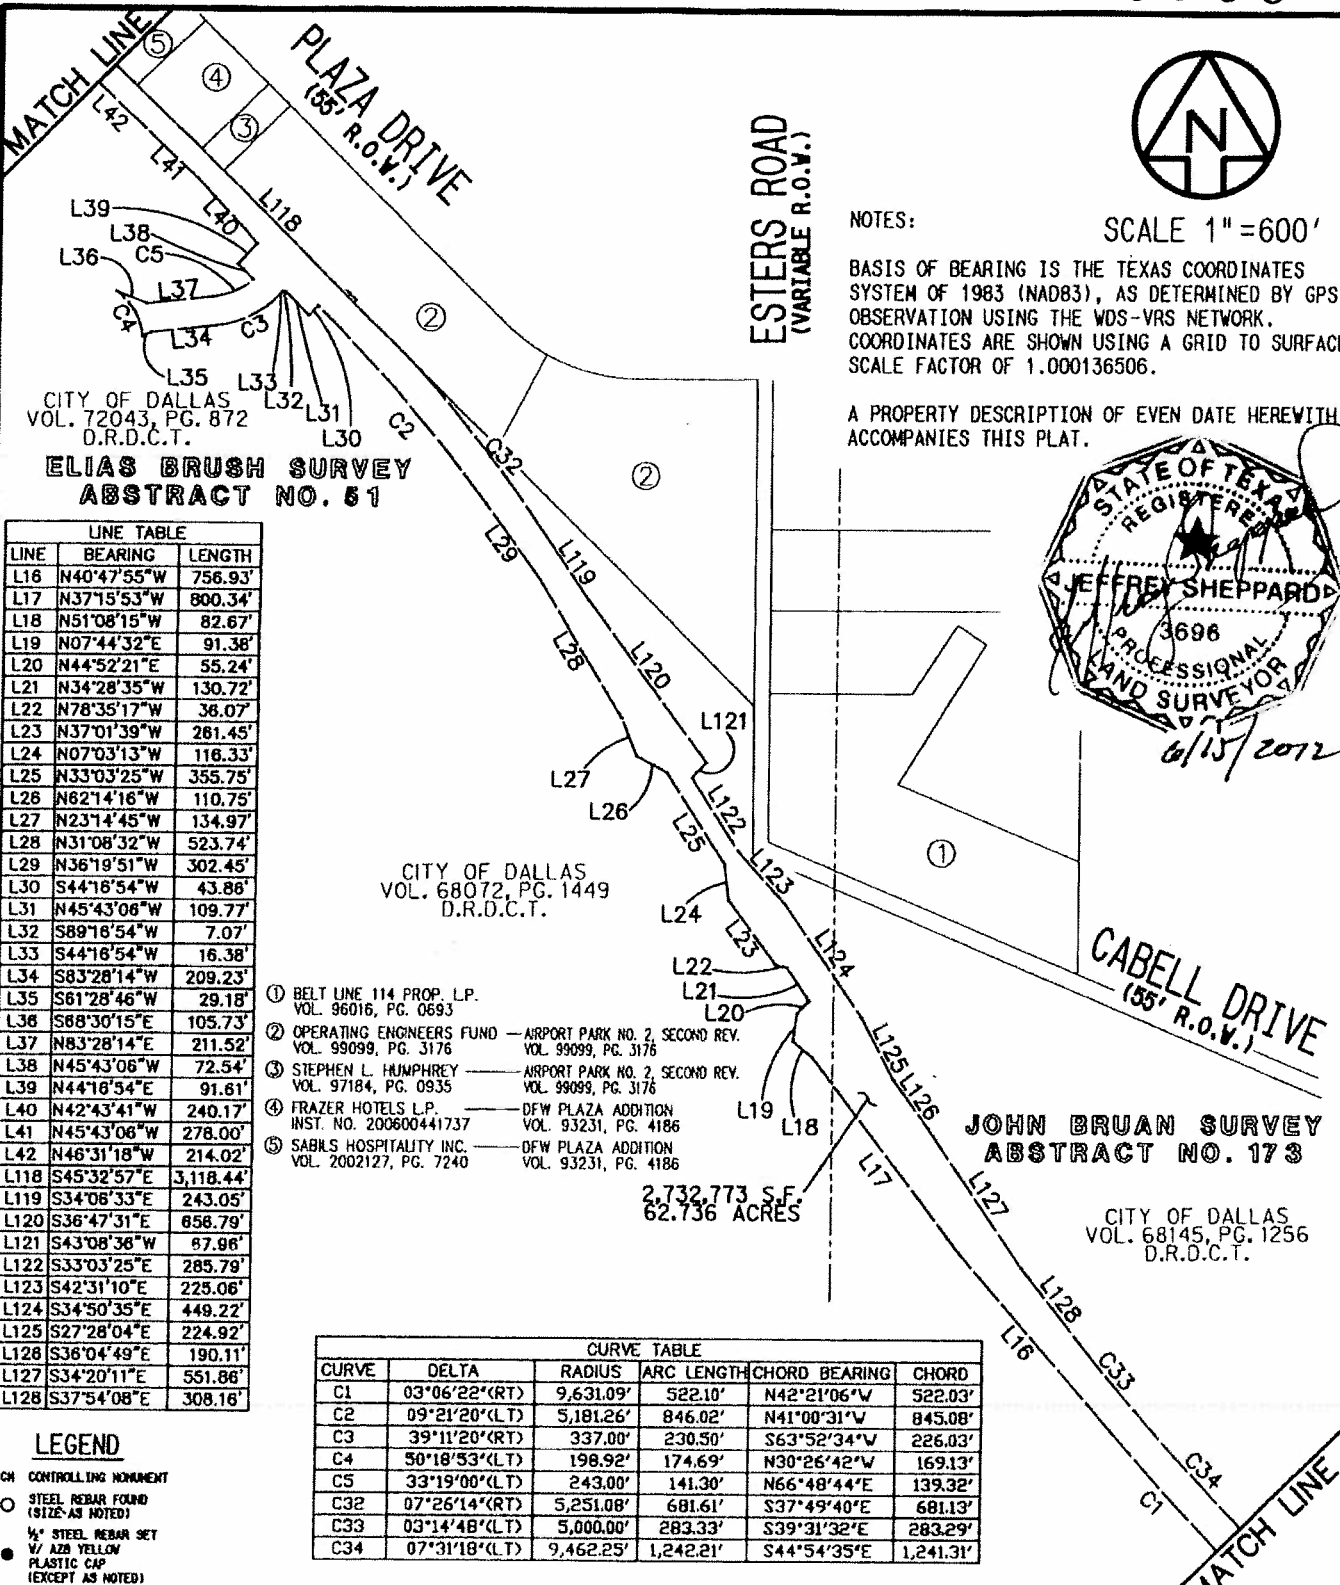 MATCH LINE
⑤
④
③
PLAZA DRIVE
(55' R.O.W.)
ESTERS ROAD
(VARIABLE R.O.W.)
N
SCALE 1"=600'
NOTES:
BASIS OF BEARING IS THE TEXAS COORDINATES
SYSTEM OF 1983 (NAD83), AS DETERMINED BY GPS
OBSERVATION USING THE WDS-VRS NETWORK.
COORDINATES ARE SHOWN USING A GRID TO SURFACE
SCALE FACTOR OF 1.000136506.
A PROPERTY DESCRIPTION OF EVEN DATE HEREWITH
ACCOMPANIES THIS PLAT.
STATE OF TEXAS
REGISTERED
JEFFREY SHEPPARD
3696
PROFESSIONAL
LAND SURVEYOR
6/15/2012
L42
L41
L40
L118
L39
L38
C5
L36
L37
C4
L34
C3
L35
L33
L32
L31
L30
②
C2
C32
②
L29
L119
L28
L120
L121
L27
L26
L122
L25
L123
①
L24
L124
L23
L22
L21
L20
L125
L126
L19
L18
L17
L127
L128
L16
C33
C34
C1
CITY OF DALLAS
VOL. 72043, PG. 872
D.R.D.C.T.
ELIAS BRUSH SURVEY
ABSTRACT NO. 51
LINE TABLE
LINE BEARING LENGTH
L16 N40°47'55"W 756.93'
L17 N37°15'53"W 800.34'
L18 N51°08'15"W 82.67'
L19 N07°44'32"E 91.36'
L20 N44°52'21"E 55.24'
L21 N34°28'35"W 130.72'
L22 N78°35'17"W 36.07'
L23 N37°01'39"W 261.45'
L24 N07°03'13"W 116.33'
L25 N33°03'25"W 355.75'
L26 N62°14'16"W 110.75'
L27 N23°14'45"W 134.97'
L28 N31°08'32"W 523.74'
L29 N36°19'51"W 302.45'
L30 S44°16'54"W 43.86'
L31 N45°43'06"W 109.77'
L32 S89°16'54"W 7.07'
L33 S44°16'54"W 16.38'
L34 S83°28'14"W 209.23'
L35 S61°28'46"W 29.18'
L36 S68°30'15"E 105.73'
L37 N83°28'14"E 211.52'
L38 N45°43'06"W 72.54'
L39 N44°16'54"E 91.61'
L40 N42°43'41"W 240.17'
L41 N45°43'06"W 278.00'
L42 N46°31'18"W 214.02'
L118 S45°32'57"E 3,118.44'
L119 S34°06'33"E 243.05'
L120 S36°47'31"E 658.79'
L121 S43°08'36"W 67.96'
L122 S33°03'25"E 285.79'
L123 S42°31'10"E 225.06'
L124 S34°50'35"E 449.22'
L125 S27°28'04"E 224.92'
L126 S36°04'49"E 190.11'
L127 S34°20'11"E 551.86'
L128 S37°54'08"E 308.16'
CITY OF DALLAS
VOL. 68072, PG. 1449
D.R.D.C.T.
① BELT LINE 114 PROP. L.P.
VOL. 96016, PG. 0693
② OPERATING ENGINEERS FUND — AIRPORT PARK NO. 2, SECOND REV.
VOL. 99099, PG. 3176 VOL. 99099, PG. 3176
③ STEPHEN L. HUMPHREY — AIRPORT PARK NO. 2, SECOND REV.
VOL. 97184, PG. 0935 VOL. 99099, PG. 3176
④ FRAZER HOTELS L.P. — DFW PLAZA ADDITION
INST. NO. 200600441737 VOL. 93231, PG. 4186
⑤ SABILS HOSPITALITY INC. — DFW PLAZA ADDITION
VOL. 2002127, PG. 7240 VOL. 93231, PG. 4186
2,732,773 S.F.
62.736 ACRES
CABELL DRIVE
(55' R.O.W.)
JOHN BRUAN SURVEY
ABSTRACT NO. 173
CITY OF DALLAS
VOL. 68145, PG. 1256
D.R.D.C.T.
CURVE TABLE
CURVE DELTA RADIUS ARC LENGTH CHORD BEARING CHORD
C1 03°06'22"(RT) 9,631.09' 522.10' N42°21'06"W 522.03'
C2 09°21'20"(LT) 5,181.26' 846.02' N41°00'31"W 845.08'
C3 39°11'20"(RT) 337.00' 230.50' S63°52'34"W 226.03'
C4 50°18'53"(LT) 198.92' 174.69' N30°26'42"W 169.13'
C5 33°19'00"(LT) 243.00' 141.30' N66°48'44"E 139.32'
C32 07°26'14"(RT) 5,251.08' 681.61' S37°49'40"E 681.13'
C33 03°14'48"(LT) 5,000.00' 283.33' S39°31'32"E 283.29'
C34 07°31'18"(LT) 9,462.25' 1,242.21' S44°54'35"E 1,241.31'
MATCH LINE
LEGEND
CM CONTROLLING MONUMENT
STEEL REBAR FOUND
(SIZE AS NOTED)
½" STEEL REBAR SET
W/ AZB YELLOW
PLASTIC CAP
(EXCEPT AS NOTED)